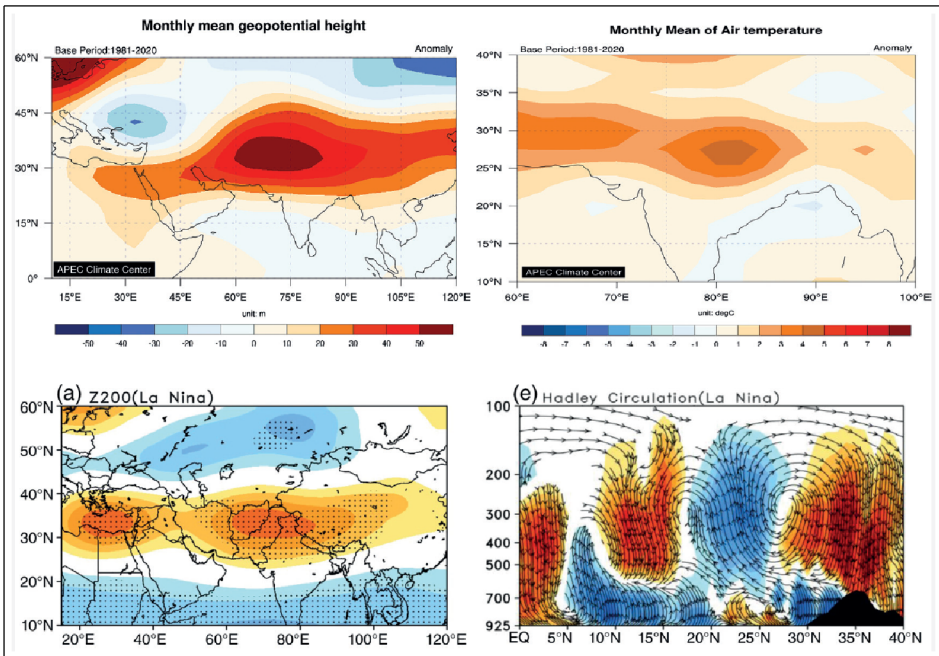 Monthly mean geopotential height
Base Period:1981-2020 Anomaly
60°N
45°N
30°N
15°N
0°
APEC Climate Center
15°E 30°E 45°E 60°E 75°E 90°E 105°E 120°E
unit: m
-50 -40 -30 -20 -10 0 10 20 30 40 50
Monthly Mean of Air temperature
Base Period:1981-2020 Anomaly
40°N
35°N
30°N
25°N
20°N
15°N
10°N
APEC Climate Center
60°E 70°E 80°E 90°E 100°E
unit: degC
-8 -7 -6 -5 -4 -3 -2 -1 0 1 2 3 4 5 6 7 8
(a) Z200(La Nina)
60°N
50°N
40°N
30°N
20°N
10°N
20°E 40°E 60°E 80°E 100°E 120°E
(e) Hadley Circulation(La Nina)
100
200
300
400
500
700
925
EQ 5°N 10°N 15°N 20°N 25°N 30°N 35°N 40°N